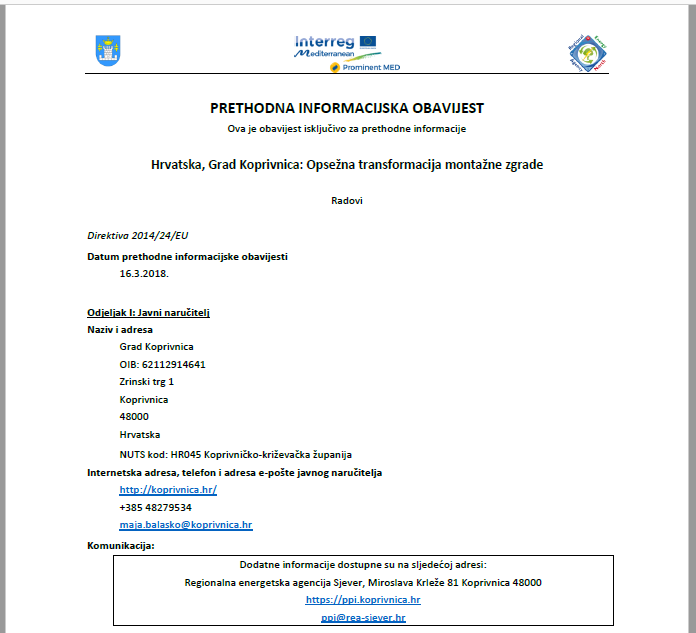 Interreg
Mediterranean
Prominent MED
Regional Energy
Agency North
PRETHODNA INFORMACIJSKA OBAVIJEST
Ova je obavijest isključivo za prethodne informacije
Hrvatska, Grad Koprivnica: Opsežna transformacija montažne zgrade
Radovi
Direktiva 2014/24/EU
Datum prethodne informacijske obavijesti
16.3.2018.
Odjeljak I: Javni naručitelj
Naziv i adresa
Grad Koprivnica
OIB: 62112914641
Zrinski trg 1
Koprivnica
48000
Hrvatska
NUTS kod: HR045 Koprivničko-križevačka županija
Internetska adresa, telefon i adresa e-pošte javnog naručitelja
http://koprivnica.hr/
+385 48279534
maja.balasko@koprivnica.hr
Komunikacija:
Dodatne informacije dostupne su na sljedećoj adresi:
Regionalna energetska agencija Sjever, Miroslava Krleže 81 Koprivnica 48000
https://ppi.koprivnica.hr
ppi@rea-sjever.hr